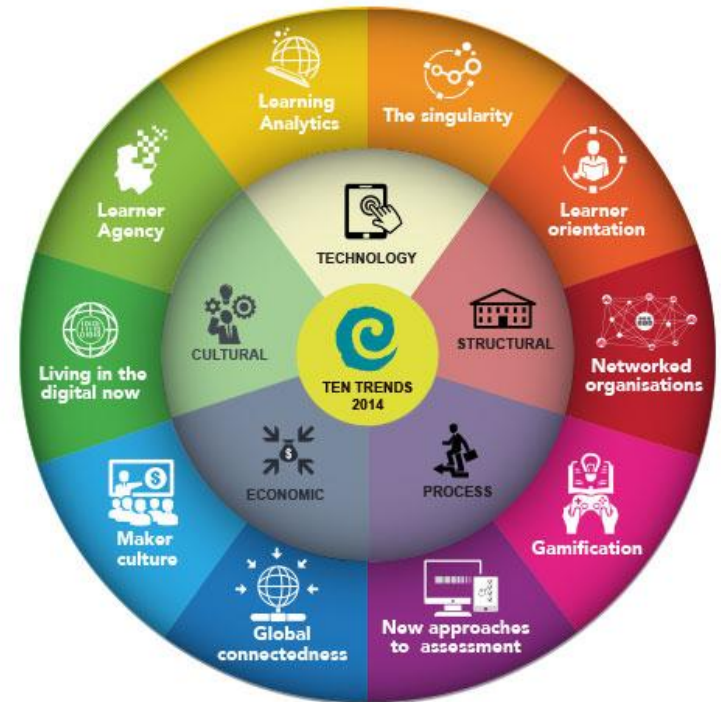 Learning
Analytics
The singularity
Learner
orientation
Networked
organisations
Gamification
New approaches
to assessment
Global
connectedness
Maker
culture
Living in the
digital now
Learner
Agency
TECHNOLOGY
STRUCTURAL
PROCESS
ECONOMIC
CULTURAL
TEN TRENDS
2014